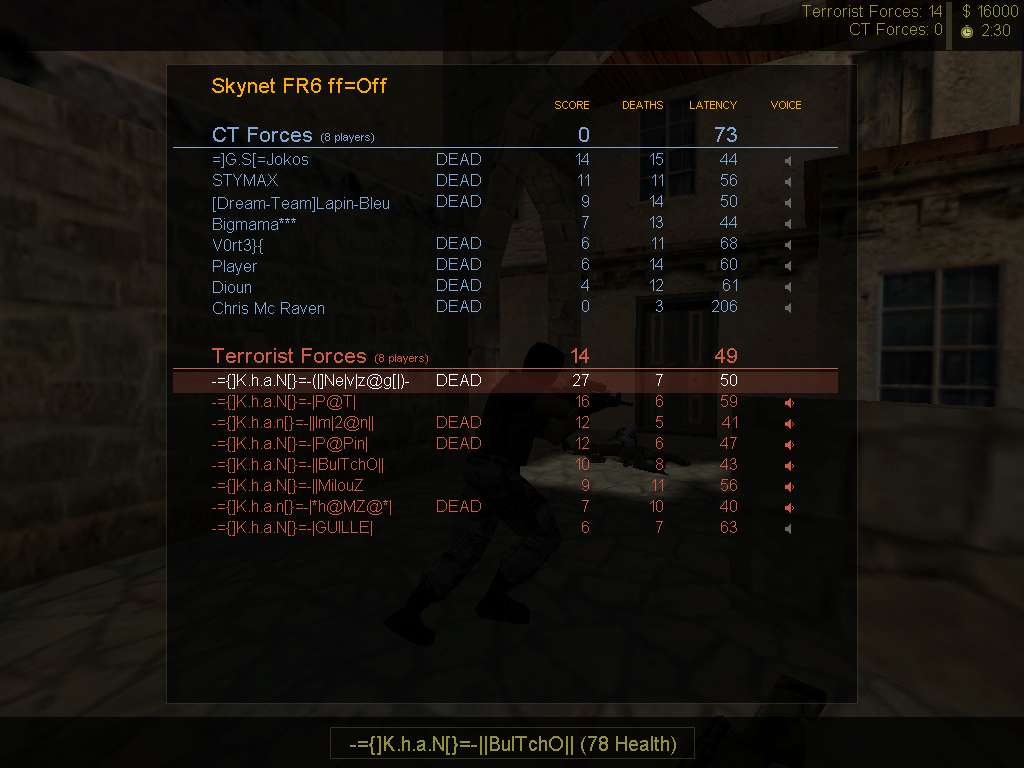 Terrorist Forces: 14 $ 16000
CT Forces: 0 2:30
Skynet FR6 ff=Off
SCORE DEATHS LATENCY VOICE
CT Forces (8 players) 0 73
=]G.S[=Jokos DEAD 14 15 44
STYMAX DEAD 11 11 56
[Dream-Team]Lapin-Bleu DEAD 9 14 50
Bigmama*** 7 13 44
V0rt3}{ DEAD 6 11 68
Player DEAD 6 14 60
Dioun DEAD 4 12 61
Chris Mc Raven DEAD 0 3 206
Terrorist Forces (8 players) 14 49
-={]K.h.a.N[}=-(|]Ne|v|z@g[|)- DEAD 27 7 50
-={]K.h.a.N[}=-|P@T| 16 6 59
-={]K.h.a.n[}=-||Im|2@n|| DEAD 12 5 41
-={]K.h.a.N[}=-|P@Pin| DEAD 12 6 47
-={]K.h.a.N[}=-||BulTchO|| 10 8 43
-={]K.h.a.N[}=-||MilouZ 9 11 56
-={]K.h.a.n[}=-|*h@MZ@*| DEAD 7 10 40
-={]K.h.a.N[}=-|GUILLE| 6 7 63
-={]K.h.a.N[}=-||BulTchO|| (78 Health)